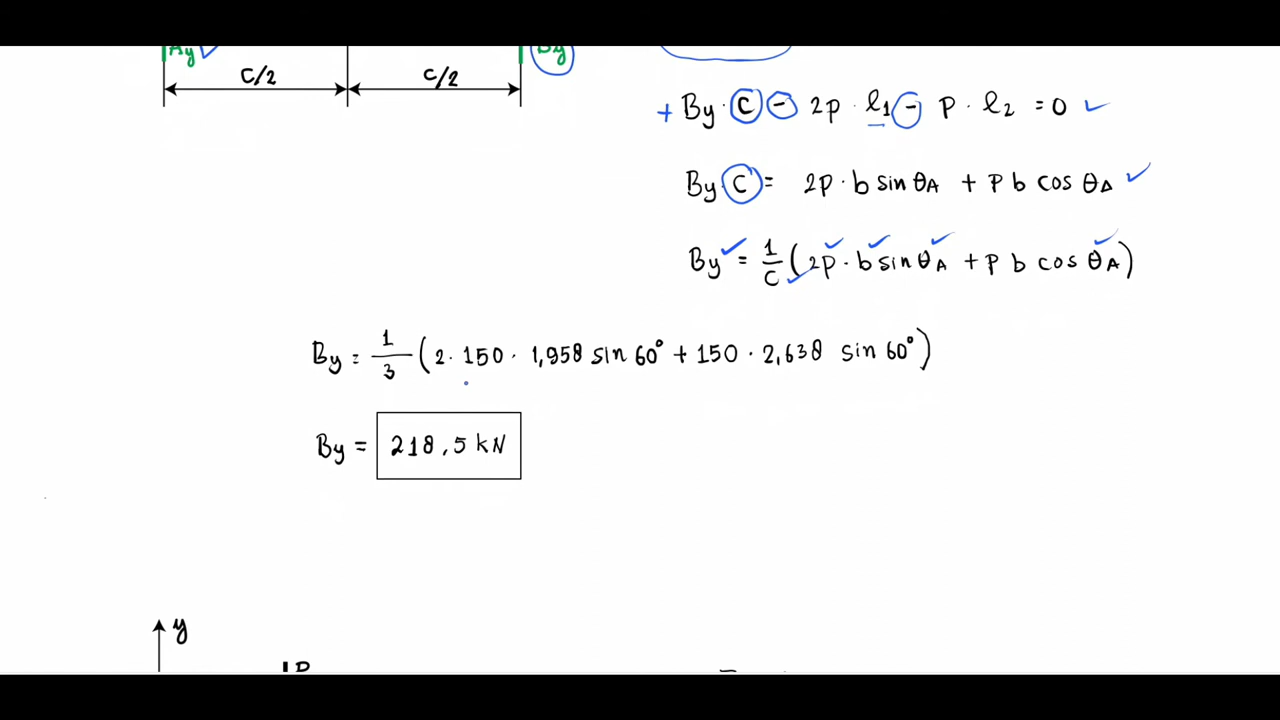 Ay By
C/2 C/2
+ By · C - 2p · l1 - P · l2 = 0
By · C = 2p · b sin θA + P b cos θA
By = 1/C ( 2p · b sin θA + P b cos θA )
By = 1/3 ( 2 · 150 · 1,958 sin 60° + 150 · 2,638 sin 60° )
By = 218,5 kN
y